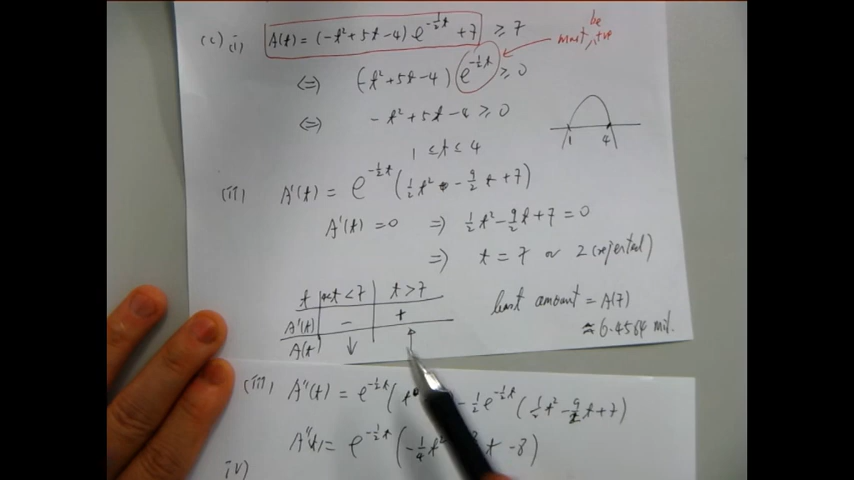 be
must +ve
(c) (i) A(t) = (-t² + 5t - 4) e^{-½t} + 7 ≥ 7
⇔ (-t² + 5t - 4) e^{-½t} ≥ 0
⇔ -t² + 5t - 4 ≥ 0
1 4
1 ≤ t ≤ 4
(ii) A'(t) = e^{-½t} (½t² - 9/2 t + 7)
A'(t) = 0 ⇒ ½t² - 9/2 t + 7 = 0
⇒ t = 7 or 2 (rejected)
t <7 t > 7
A'(t) - +
A(t ↓ ↑
least amount = A(7)
≈ 6.4564 mil.
(iii) A''(t) = e^{-½t} ( - ½e^{-½t} (½t² - 9/2 t + 7)
A''(t) = e^{-½t} (-¼t² t - 8)
iv)